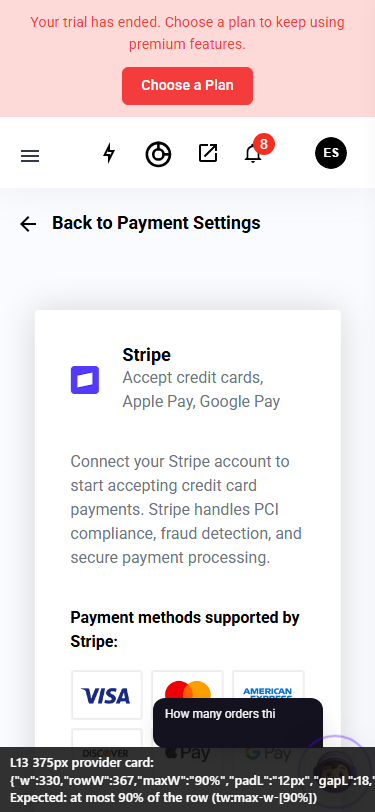 Your trial has ended. Choose a plan to keep using
premium features.
Choose a Plan
8
ES
Back to Payment Settings
Stripe
Accept credit cards,
Apple Pay, Google Pay
Connect your Stripe account to
start accepting credit card
payments. Stripe handles PCI
compliance, fraud detection, and
secure payment processing.
Payment methods supported by
Stripe:
VISA
AMERICAN
EXPRESS
How many orders thi
DISCOVER
Pay
G Pay
L13 375px provider card:
{"w":330,"rowW":367,"maxW":"90%","padL":"12px","gapL":18,"
Expected: at most 90% of the row (tw:max-w-[90%])